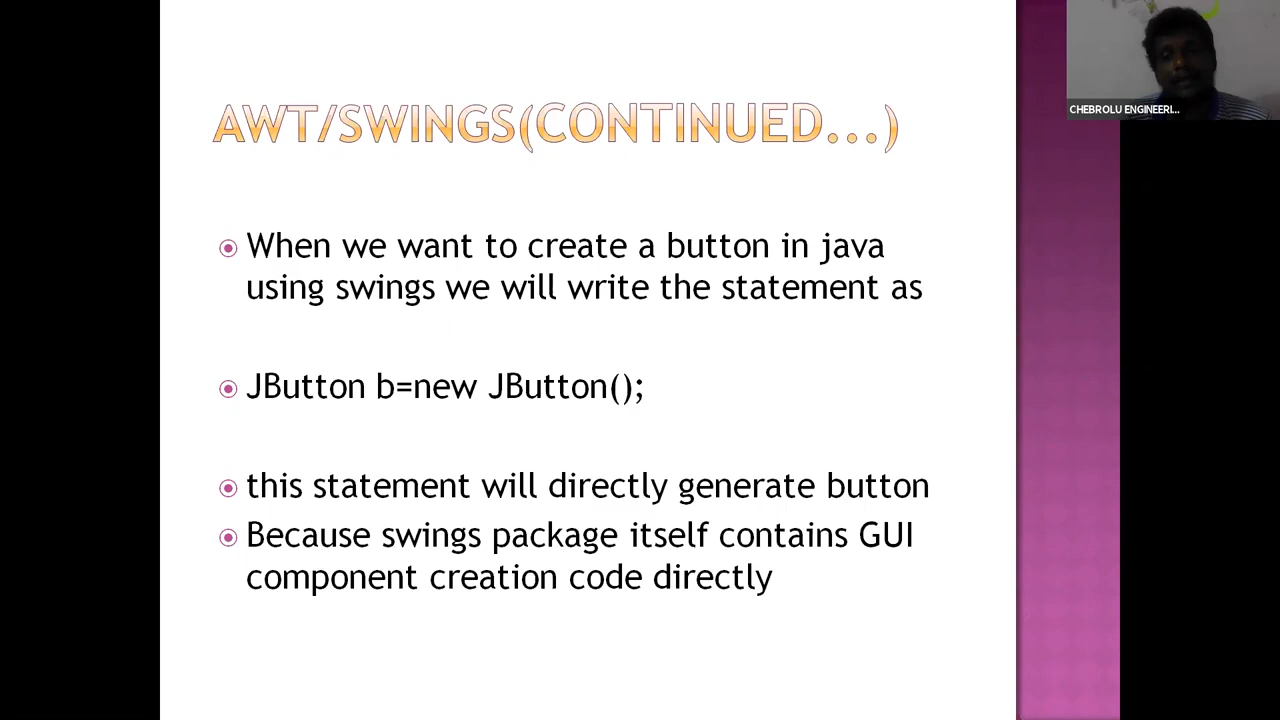 AWT/SWINGS(CONTINUED...)
CHEBROLU ENGINEERI...
When we want to create a button in java
using swings we will write the statement as
JButton b=new JButton();
this statement will directly generate button
Because swings package itself contains GUI
component creation code directly